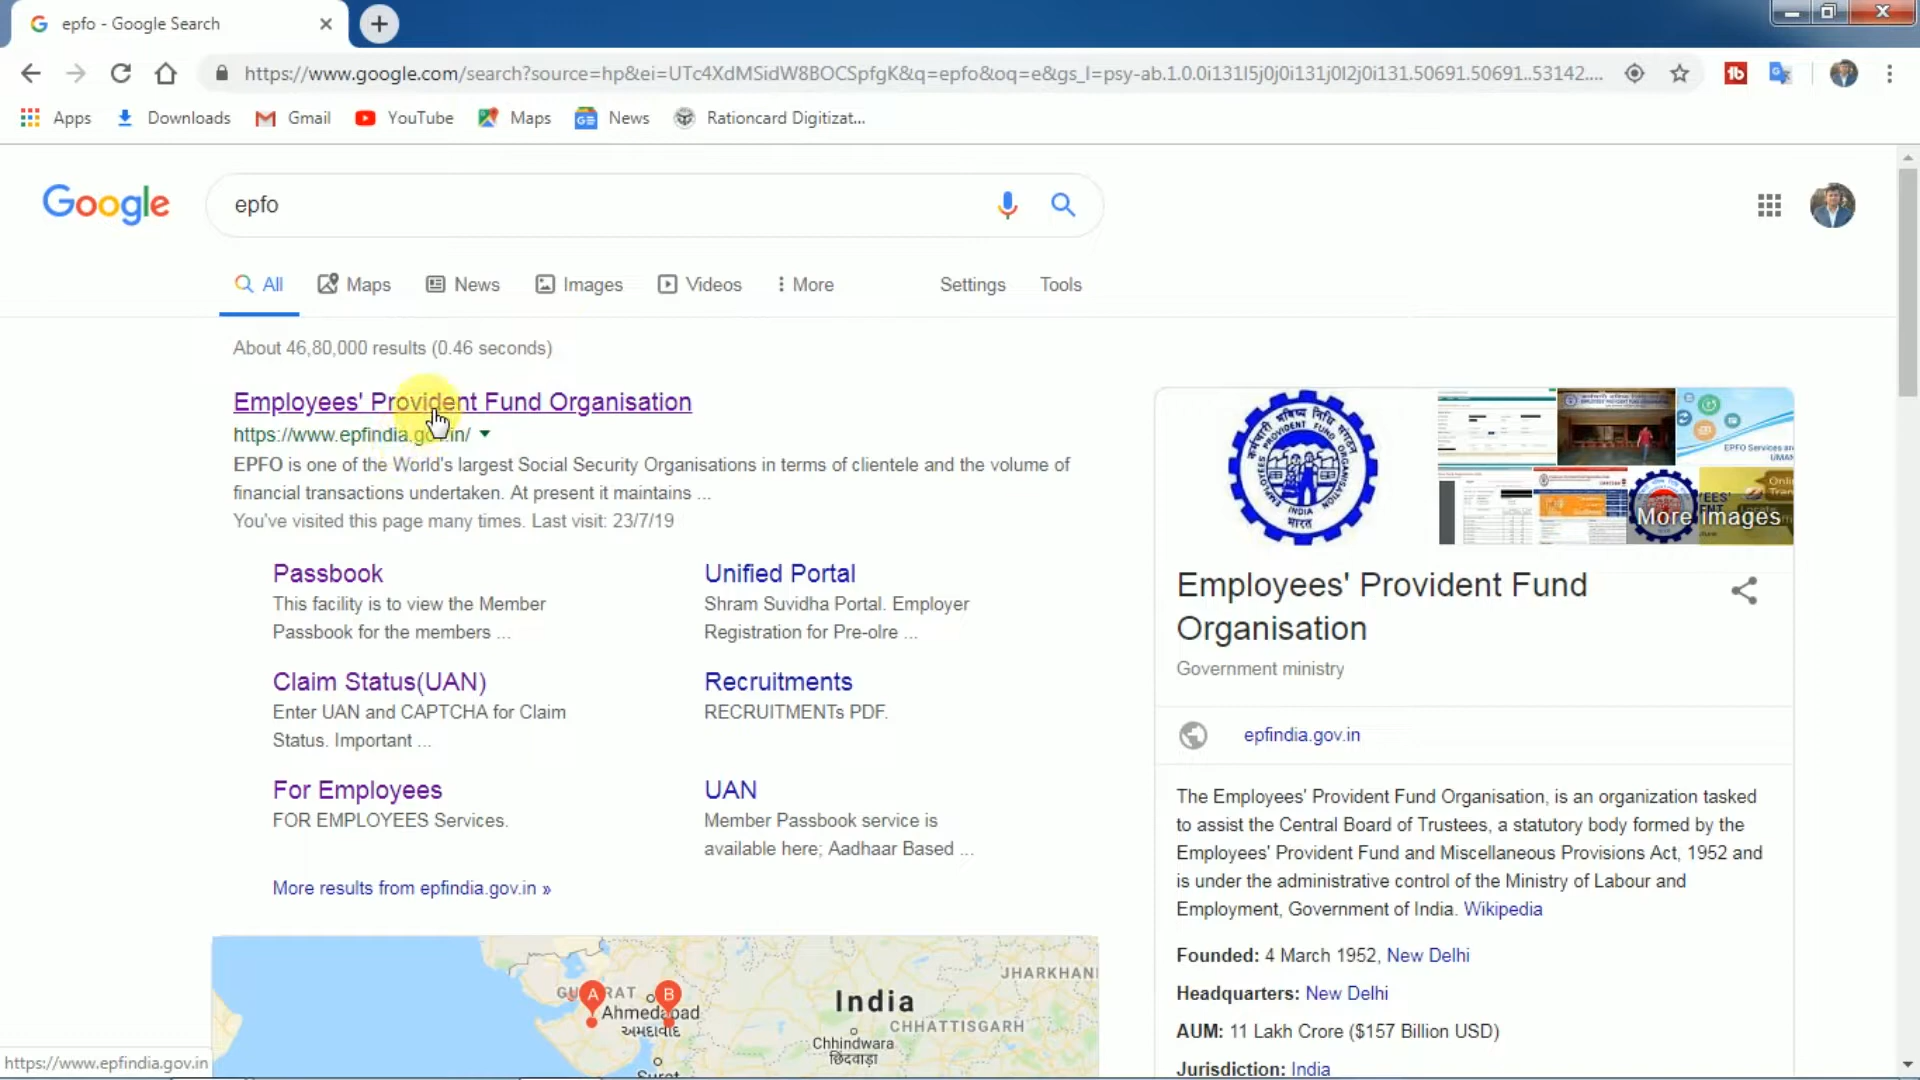 epfo - Google Search
https://www.google.com/search?source=hp&ei=UTc4XdMSidW8BOCSpfgK&q=epfo&oq=e&gs_l=psy-ab.1.0.0i131l5j0j0i131j0l2j0i131.50691.50691..53142....
Apps Downloads Gmail YouTube Maps News Rationcard Digitizat...
Google
epfo
All Maps News Images Videos More Settings Tools
About 46,80,000 results (0.46 seconds)
Employees' Provident Fund Organisation
https://www.epfindia.gov.in/
EPFO is one of the World's largest Social Security Organisations in terms of clientele and the volume of
financial transactions undertaken. At present it maintains ...
You've visited this page many times. Last visit: 23/7/19
Passbook
This facility is to view the Member
Passbook for the members ...
Unified Portal
Shram Suvidha Portal. Employer
Registration for Pre-olre ...
Claim Status(UAN)
Enter UAN and CAPTCHA for Claim
Status. Important ...
Recruitments
RECRUITMENTs PDF.
For Employees
FOR EMPLOYEES Services.
UAN
Member Passbook service is
available here; Aadhaar Based ...
More results from epfindia.gov.in »
A B
Ahmedabad
અમદાવાદ
India
JHARKHAN
CHHATTISGARH
Chhindwara
छिंदवाड़ा
Surat
https://www.epfindia.gov.in
EPFO Services an
More images
Employees' Provident Fund
Organisation
Government ministry
epfindia.gov.in
The Employees' Provident Fund Organisation, is an organization tasked
to assist the Central Board of Trustees, a statutory body formed by the
Employees' Provident Fund and Miscellaneous Provisions Act, 1952 and
is under the administrative control of the Ministry of Labour and
Employment, Government of India. Wikipedia
Founded: 4 March 1952, New Delhi
Headquarters: New Delhi
AUM: 11 Lakh Crore ($157 Billion USD)
Jurisdiction: India